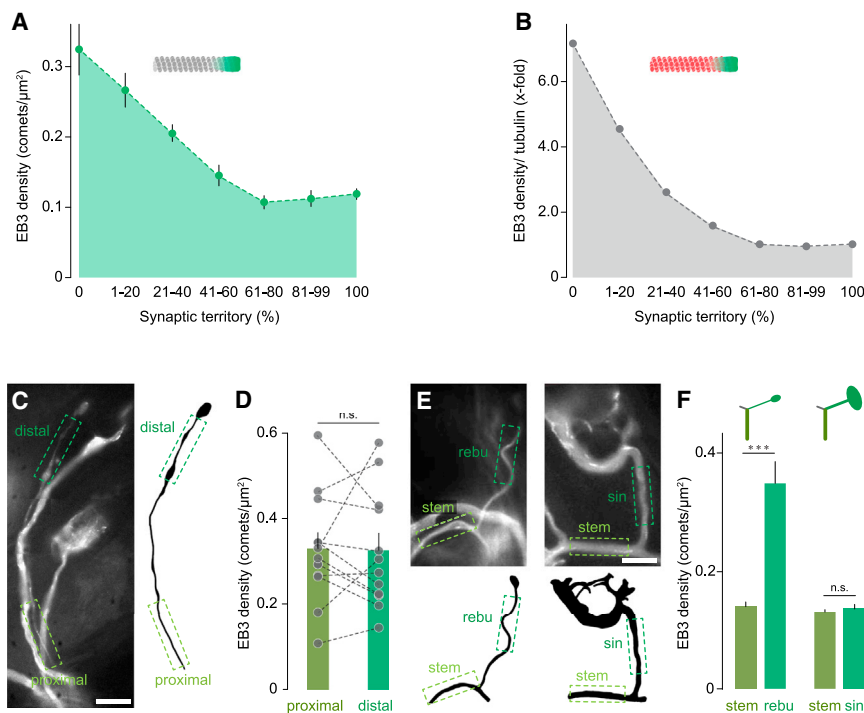 A
EB3 density (comets/μm²)
0.3
0.2
0.1
0
0 1-20 21-40 41-60 61-80 81-99 100
Synaptic territory (%)
B
EB3 density/ tubulin (x-fold)
6.0
4.0
2.0
0
0 1-20 21-40 41-60 61-80 81-99 100
Synaptic territory (%)
C
distal
distal
proximal
proximal
D
n.s.
EB3 density (comets/μm²)
0.6
0.4
0.2
0
proximal distal
E
rebu
stem
sin
stem
rebu
stem
sin
stem
F
***
n.s.
EB3 density (comets/μm²)
0.4
0.2
0
stem rebu stem sin